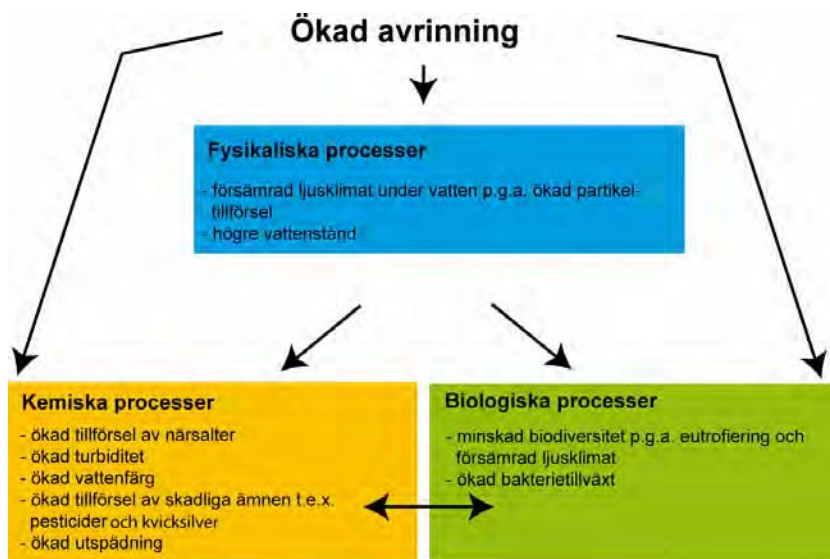 Ökad avrinning
Fysikaliska processer
- försämrad ljusklimat under vatten p.g.a. ökad partikel-
tillförsel
- högre vattenstånd
Kemiska processer
- ökad tillförsel av närsalter
- ökad turbiditet
- ökad vattenfärg
- ökad tillförsel av skadliga ämnen t.e.x.
pesticider och kvicksilver
- ökad utspädning
Biologiska processer
- minskad biodiversitet p.g.a. eutrofiering och
försämrad ljusklimat
- ökad bakterietillväxt